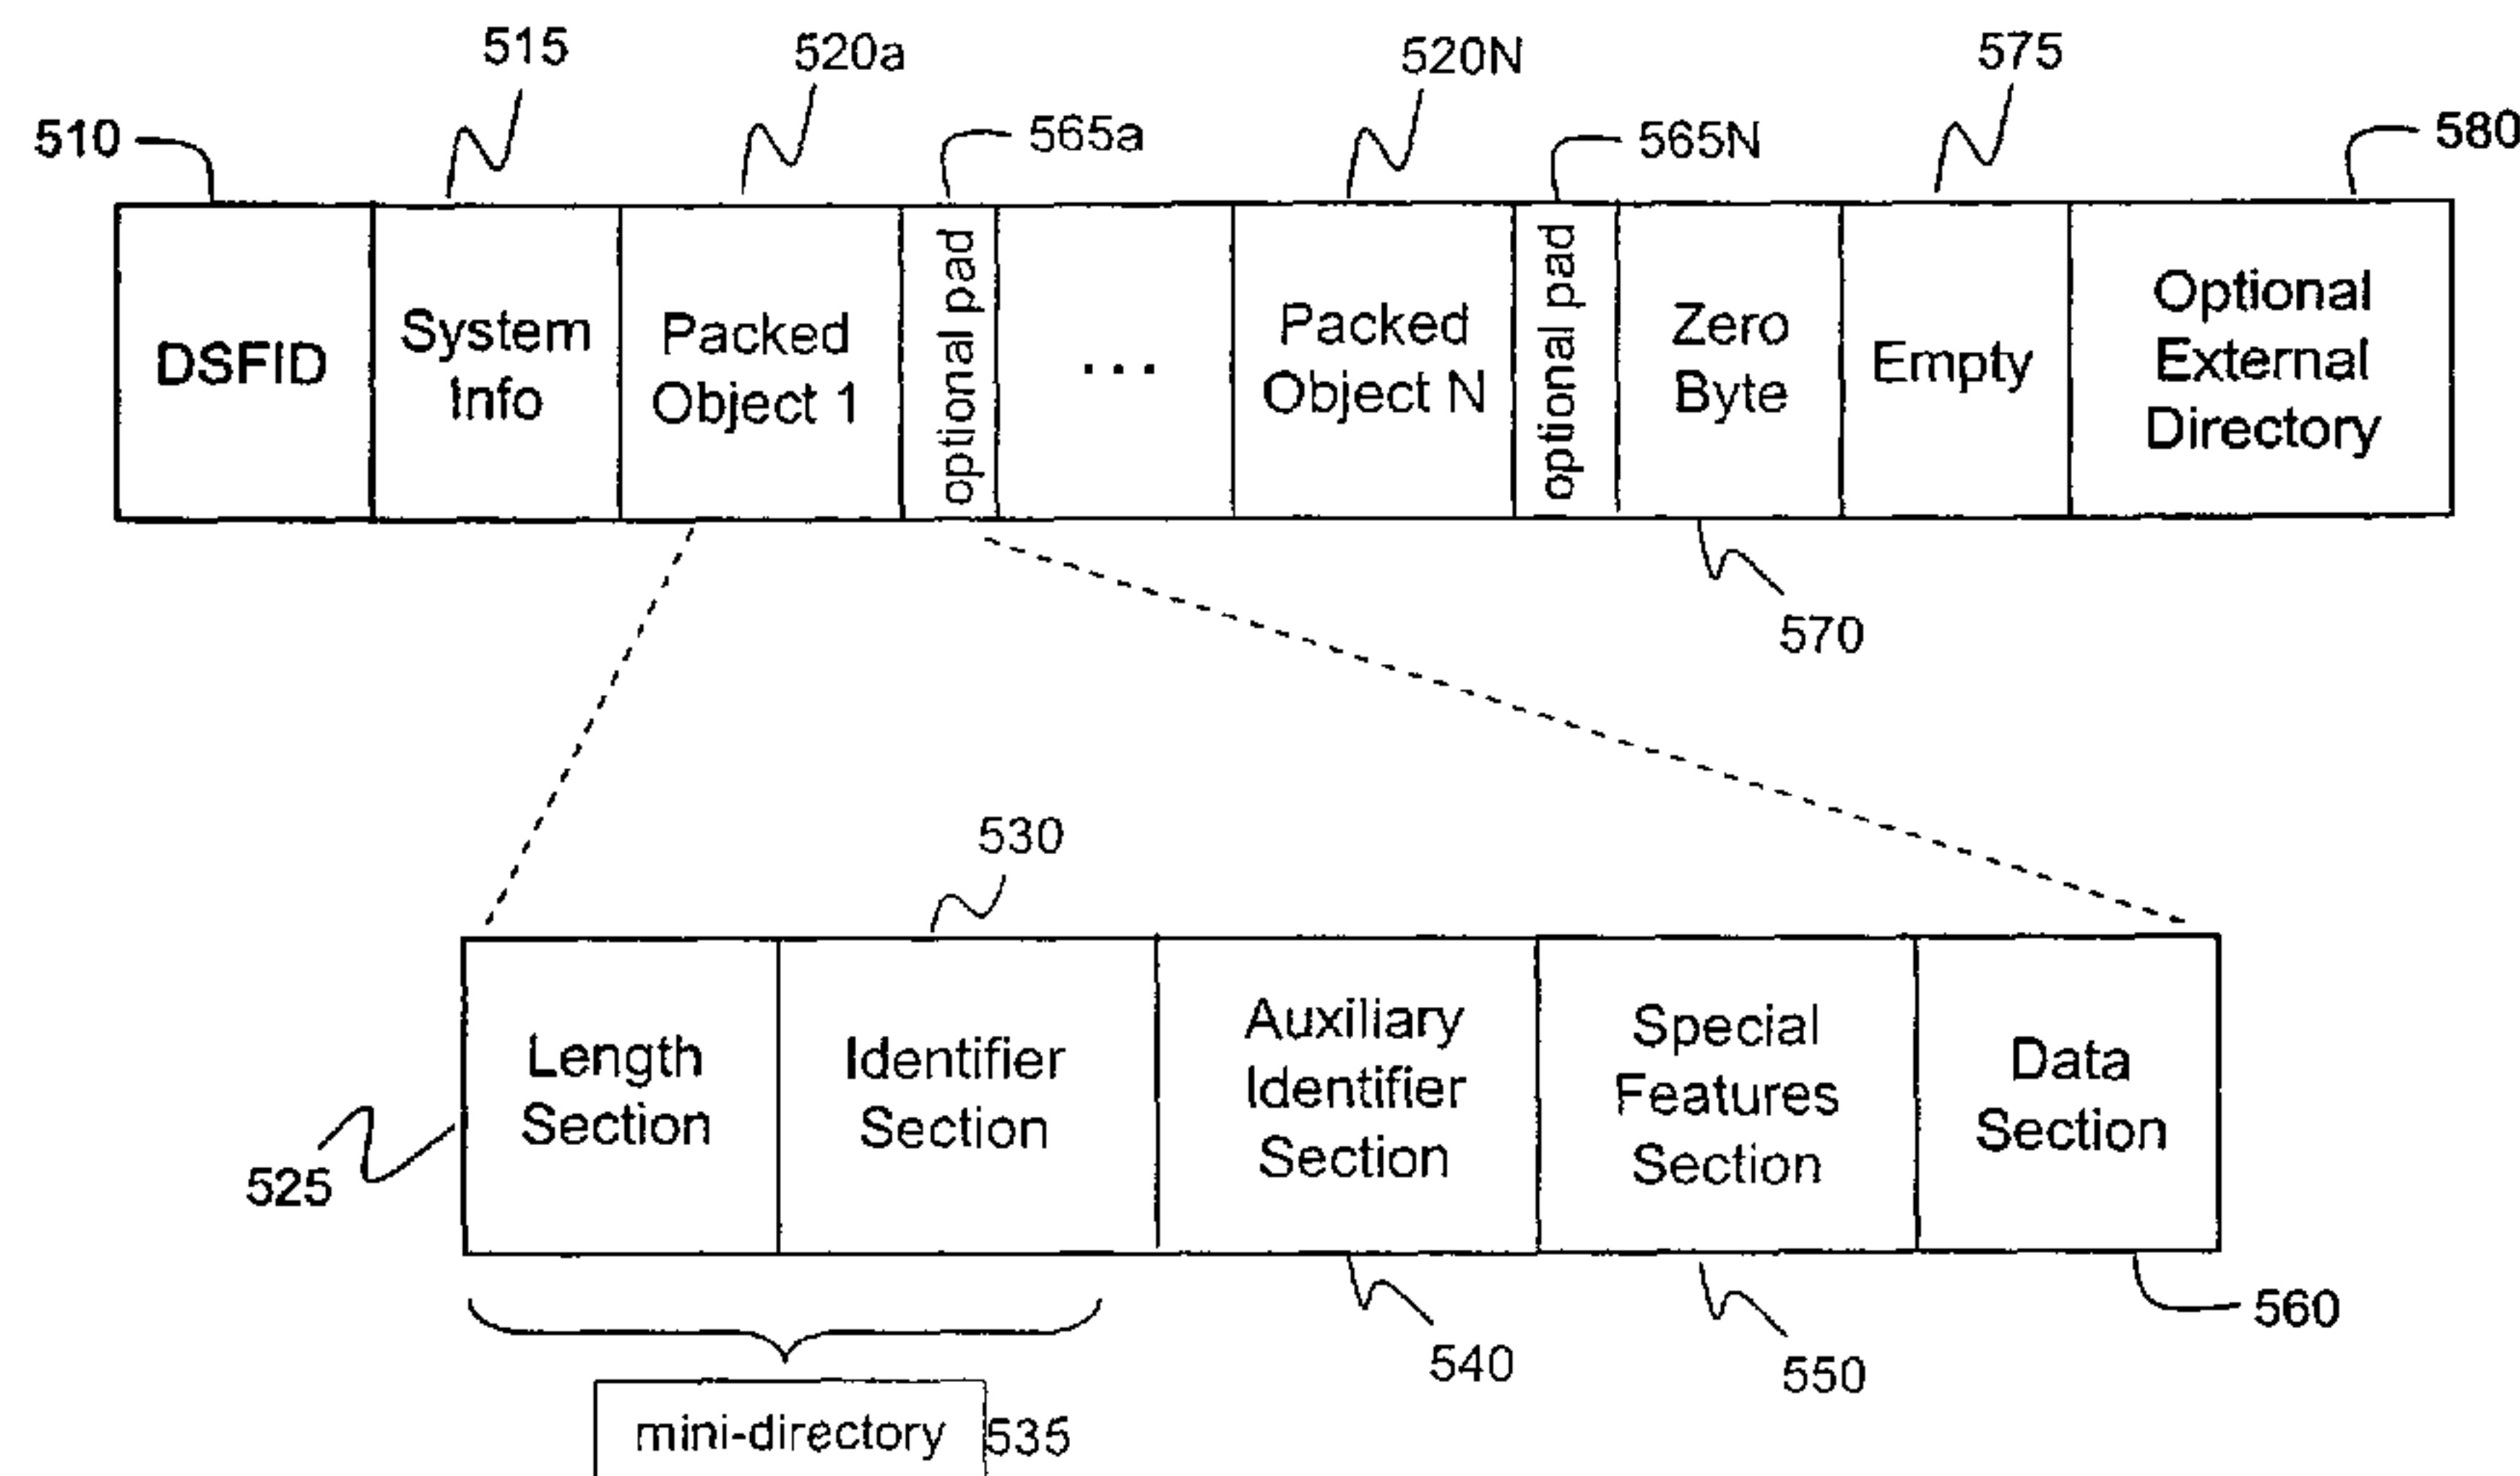 515
520a
520N
575
510
565a
565N
580
DSFID
System
Info
Packed
Object 1
optional pad
...
Packed
Object N
optional pad
Zero
Byte
Empty
Optional
External
Directory
570
530
Length
Section
Identifier
Section
Auxiliary
Identifier
Section
Special
Features
Section
Data
Section
525
540
550
560
mini-directory
535